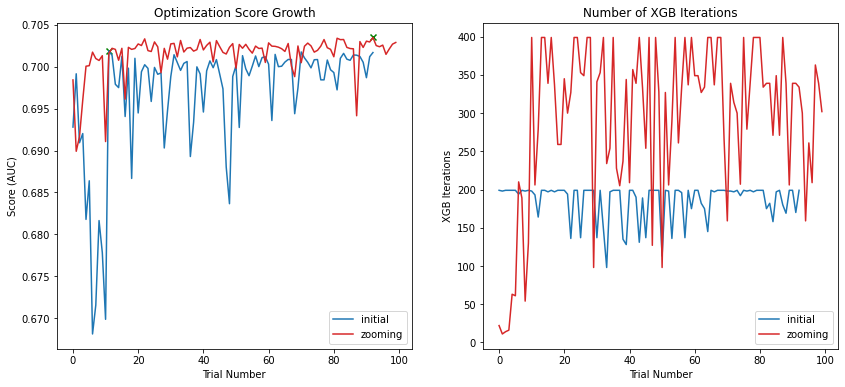 Optimization Score Growth
Score (AUC)
0.705
0.700
0.695
0.690
0.685
0.680
0.675
0.670
0
20
40
60
80
100
Trial Number
initial
zooming
Number of XGB Iterations
XGB Iterations
400
350
300
250
200
150
100
50
0
0
20
40
60
80
100
Trial Number
initial
zooming